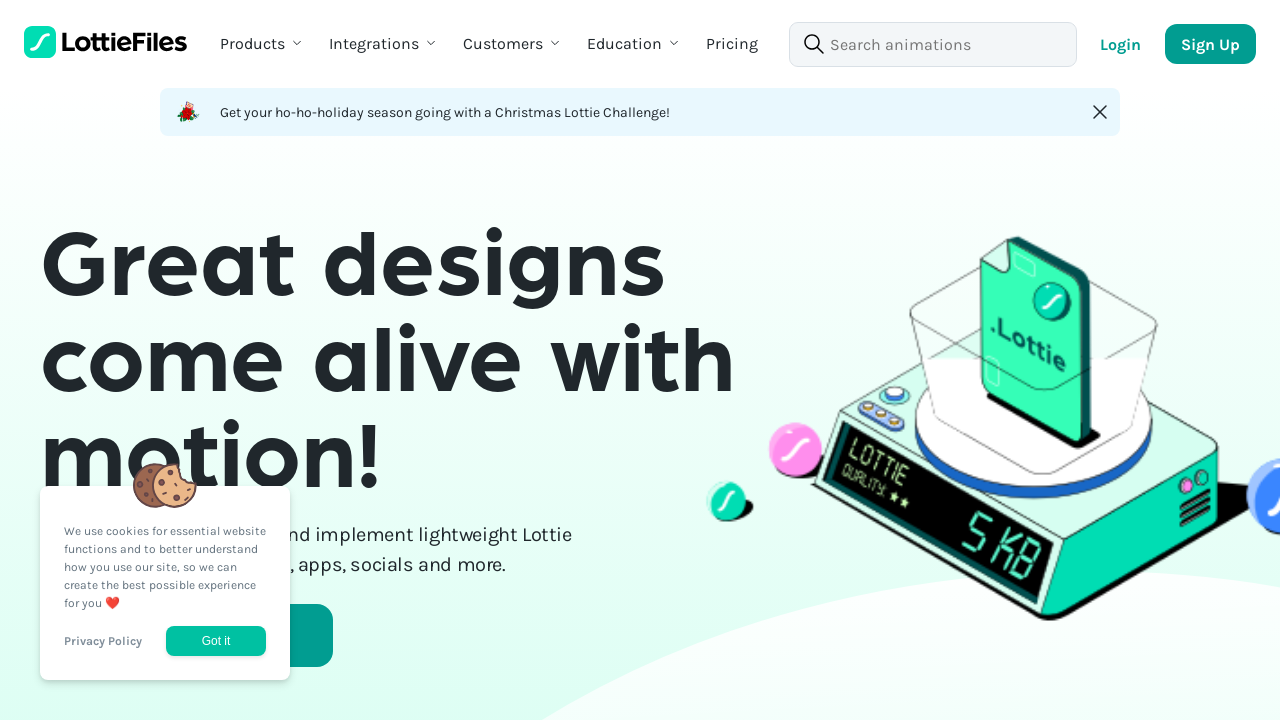 LottieFiles
Products
Integrations
Customers
Education
Pricing
Search animations
Login
Sign Up
Get your ho-ho-holiday season going with a Christmas Lottie Challenge!
Great designs
come alive with
motion!
nd implement lightweight Lottie
, apps, socials and more.
.Lottie
LOTTIE
QUALITY: ★★
5 KB
We use cookies for essential website
functions and to better understand
how you use our site, so we can
create the best possible experience
for you ❤️
Privacy Policy
Got it